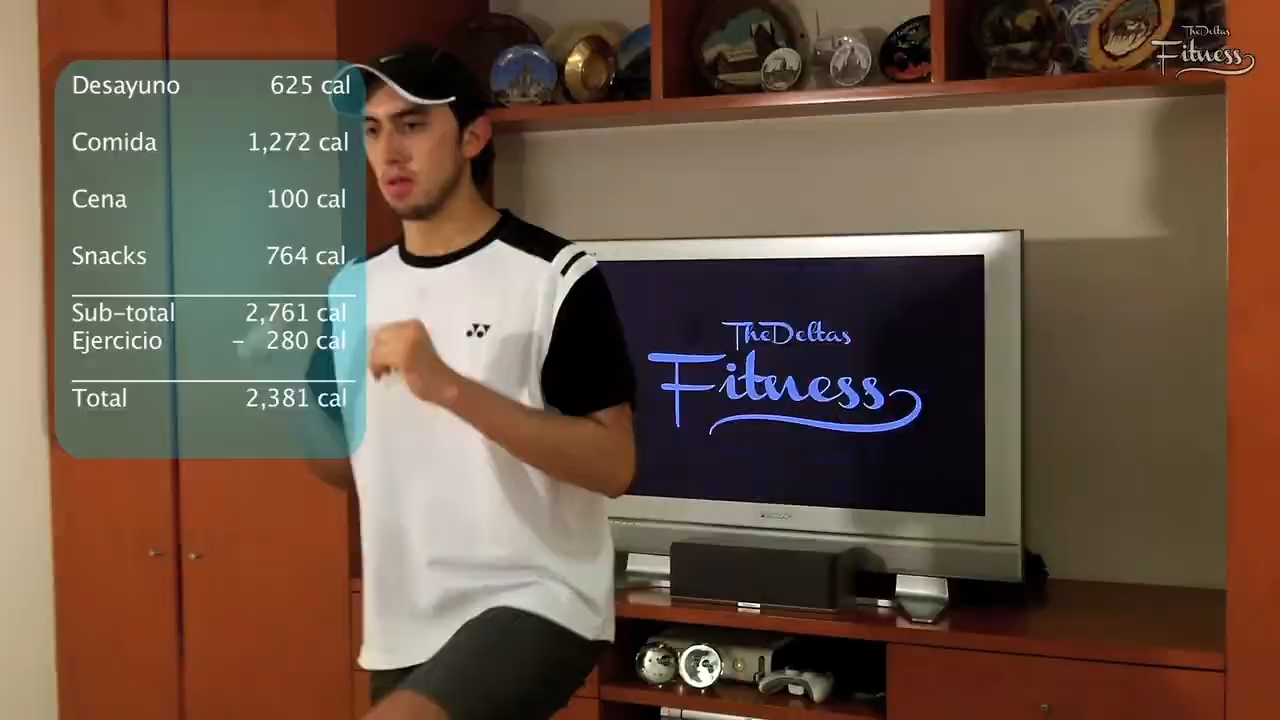 Desayuno 625 cal
Comida 1,272 cal
Cena 100 cal
Snacks 764 cal
Sub-total 2,761 cal
Ejercicio - 280 cal
Total 2,381 cal
TheDeltas
Fitness
TheDeltas
Fitness